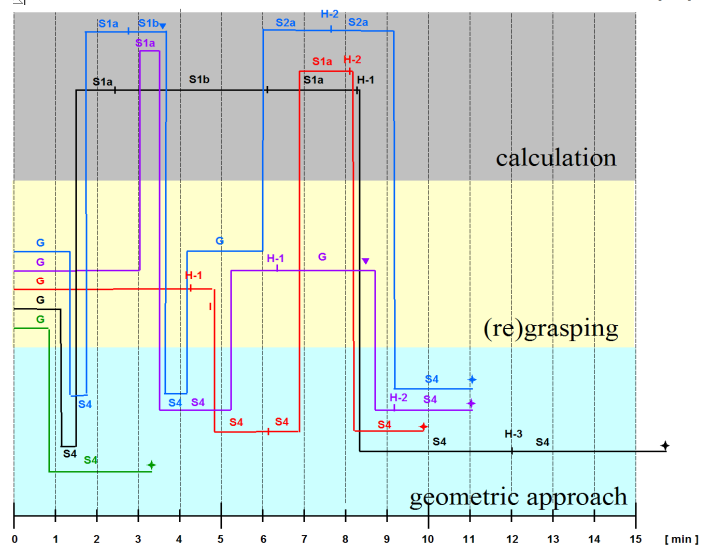 H-2
S1a S1b S2a S2a
S1a
S1a H-2
S1a S1b S1a H-1
calculation
G
G
G
H-1 G
G
H-1
G
I
G
(re)grasping
S4 S4 S4 S4
H-2 S4
S4 S4 S4
S4 S4 H-3 S4
S4
geometric approach
0 1 2 3 4 5 6 7 8 9 10 11 12 13 14 15 [ min ]